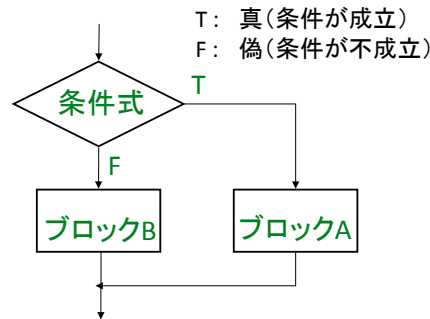 T: 真(条件が成立)
F: 偽(条件が不成立)
条件式
T
F
ブロックB
ブロックA